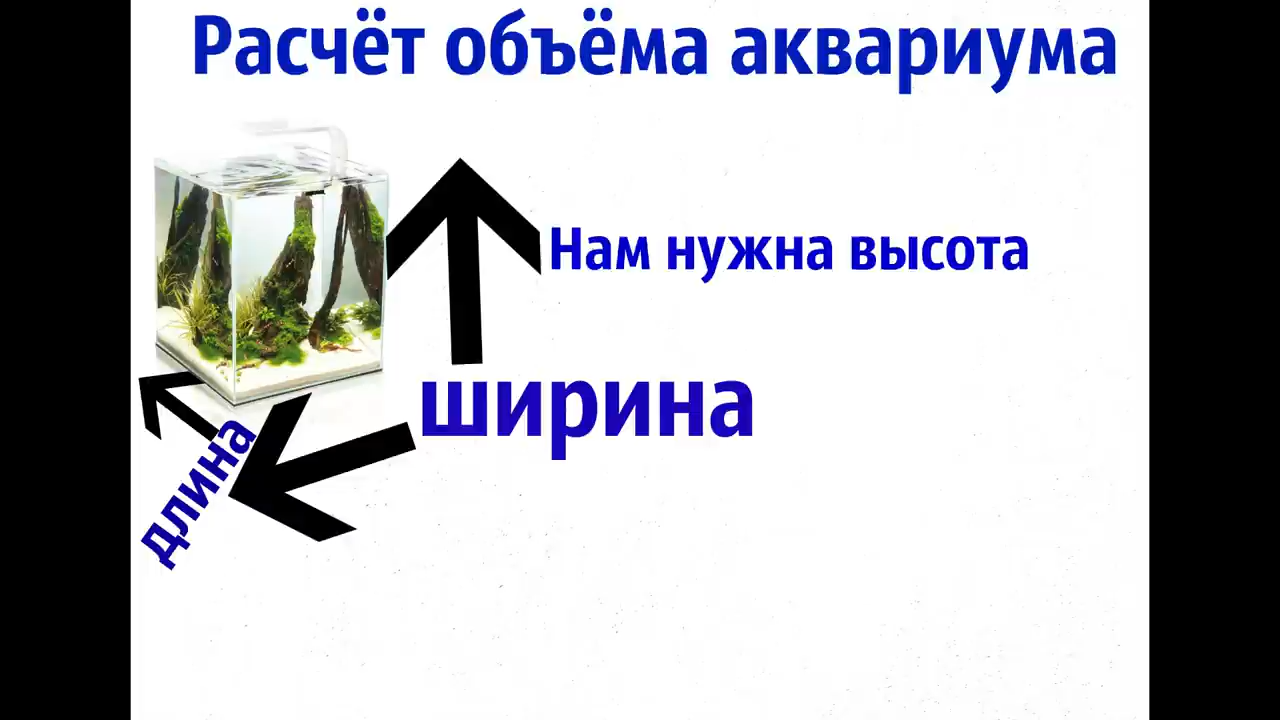 Расчёт объёма аквариума
Нам нужна высота
ширина
длина